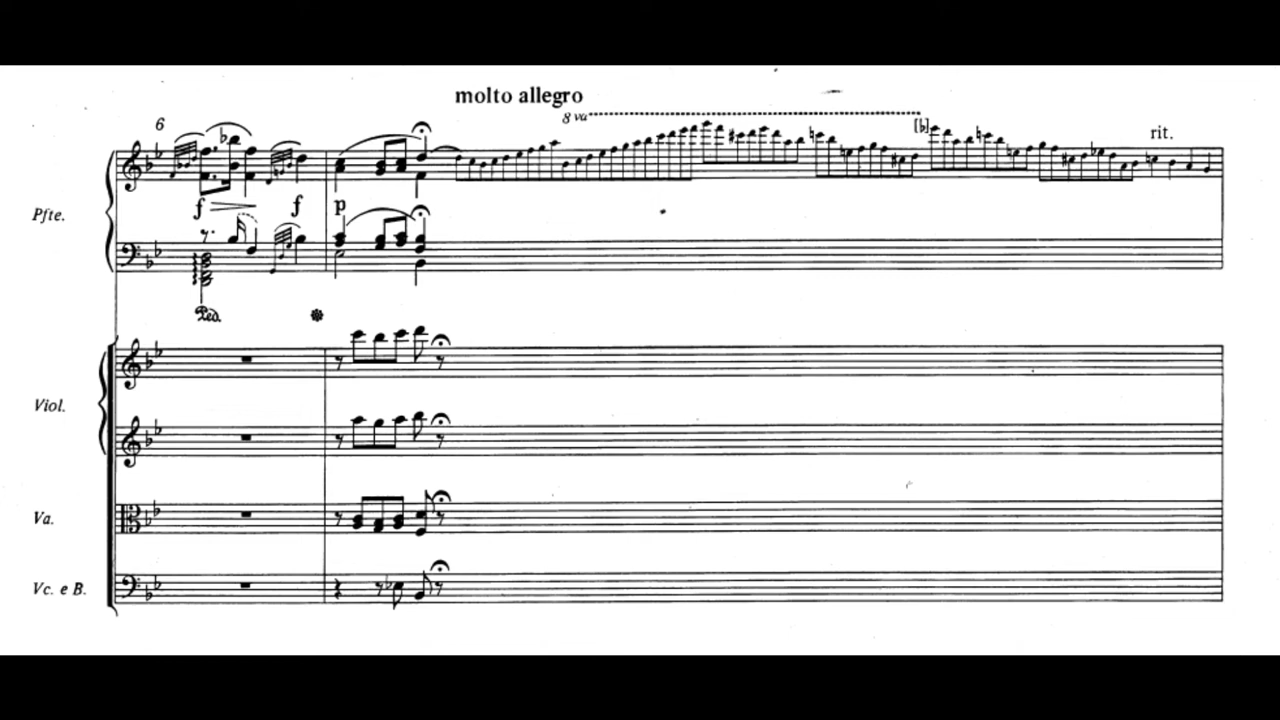 molto allegro
6
8va
[b]
rit.
f
f
p
Pfte.
Ped.
Viol.
Va.
Vc. e B.